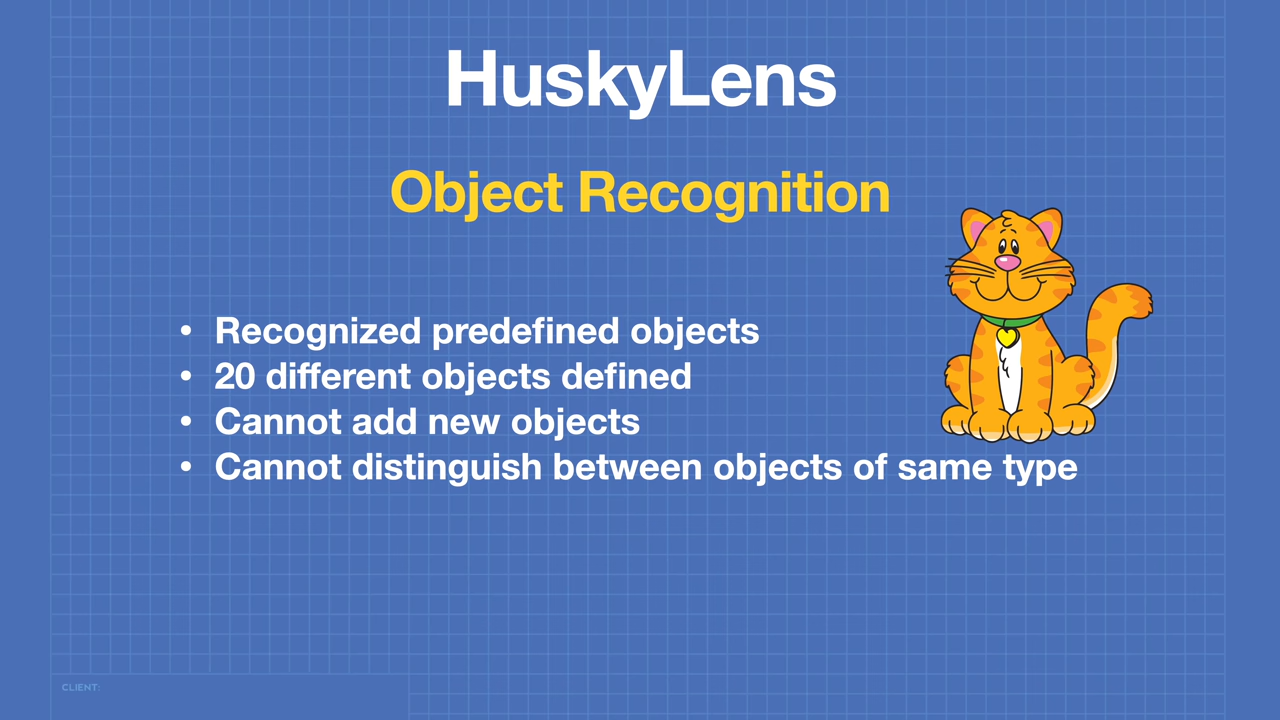 HuskyLens
Object Recognition
• Recognized predefined objects
• 20 different objects defined
• Cannot add new objects
• Cannot distinguish between objects of same type
CLIENT: